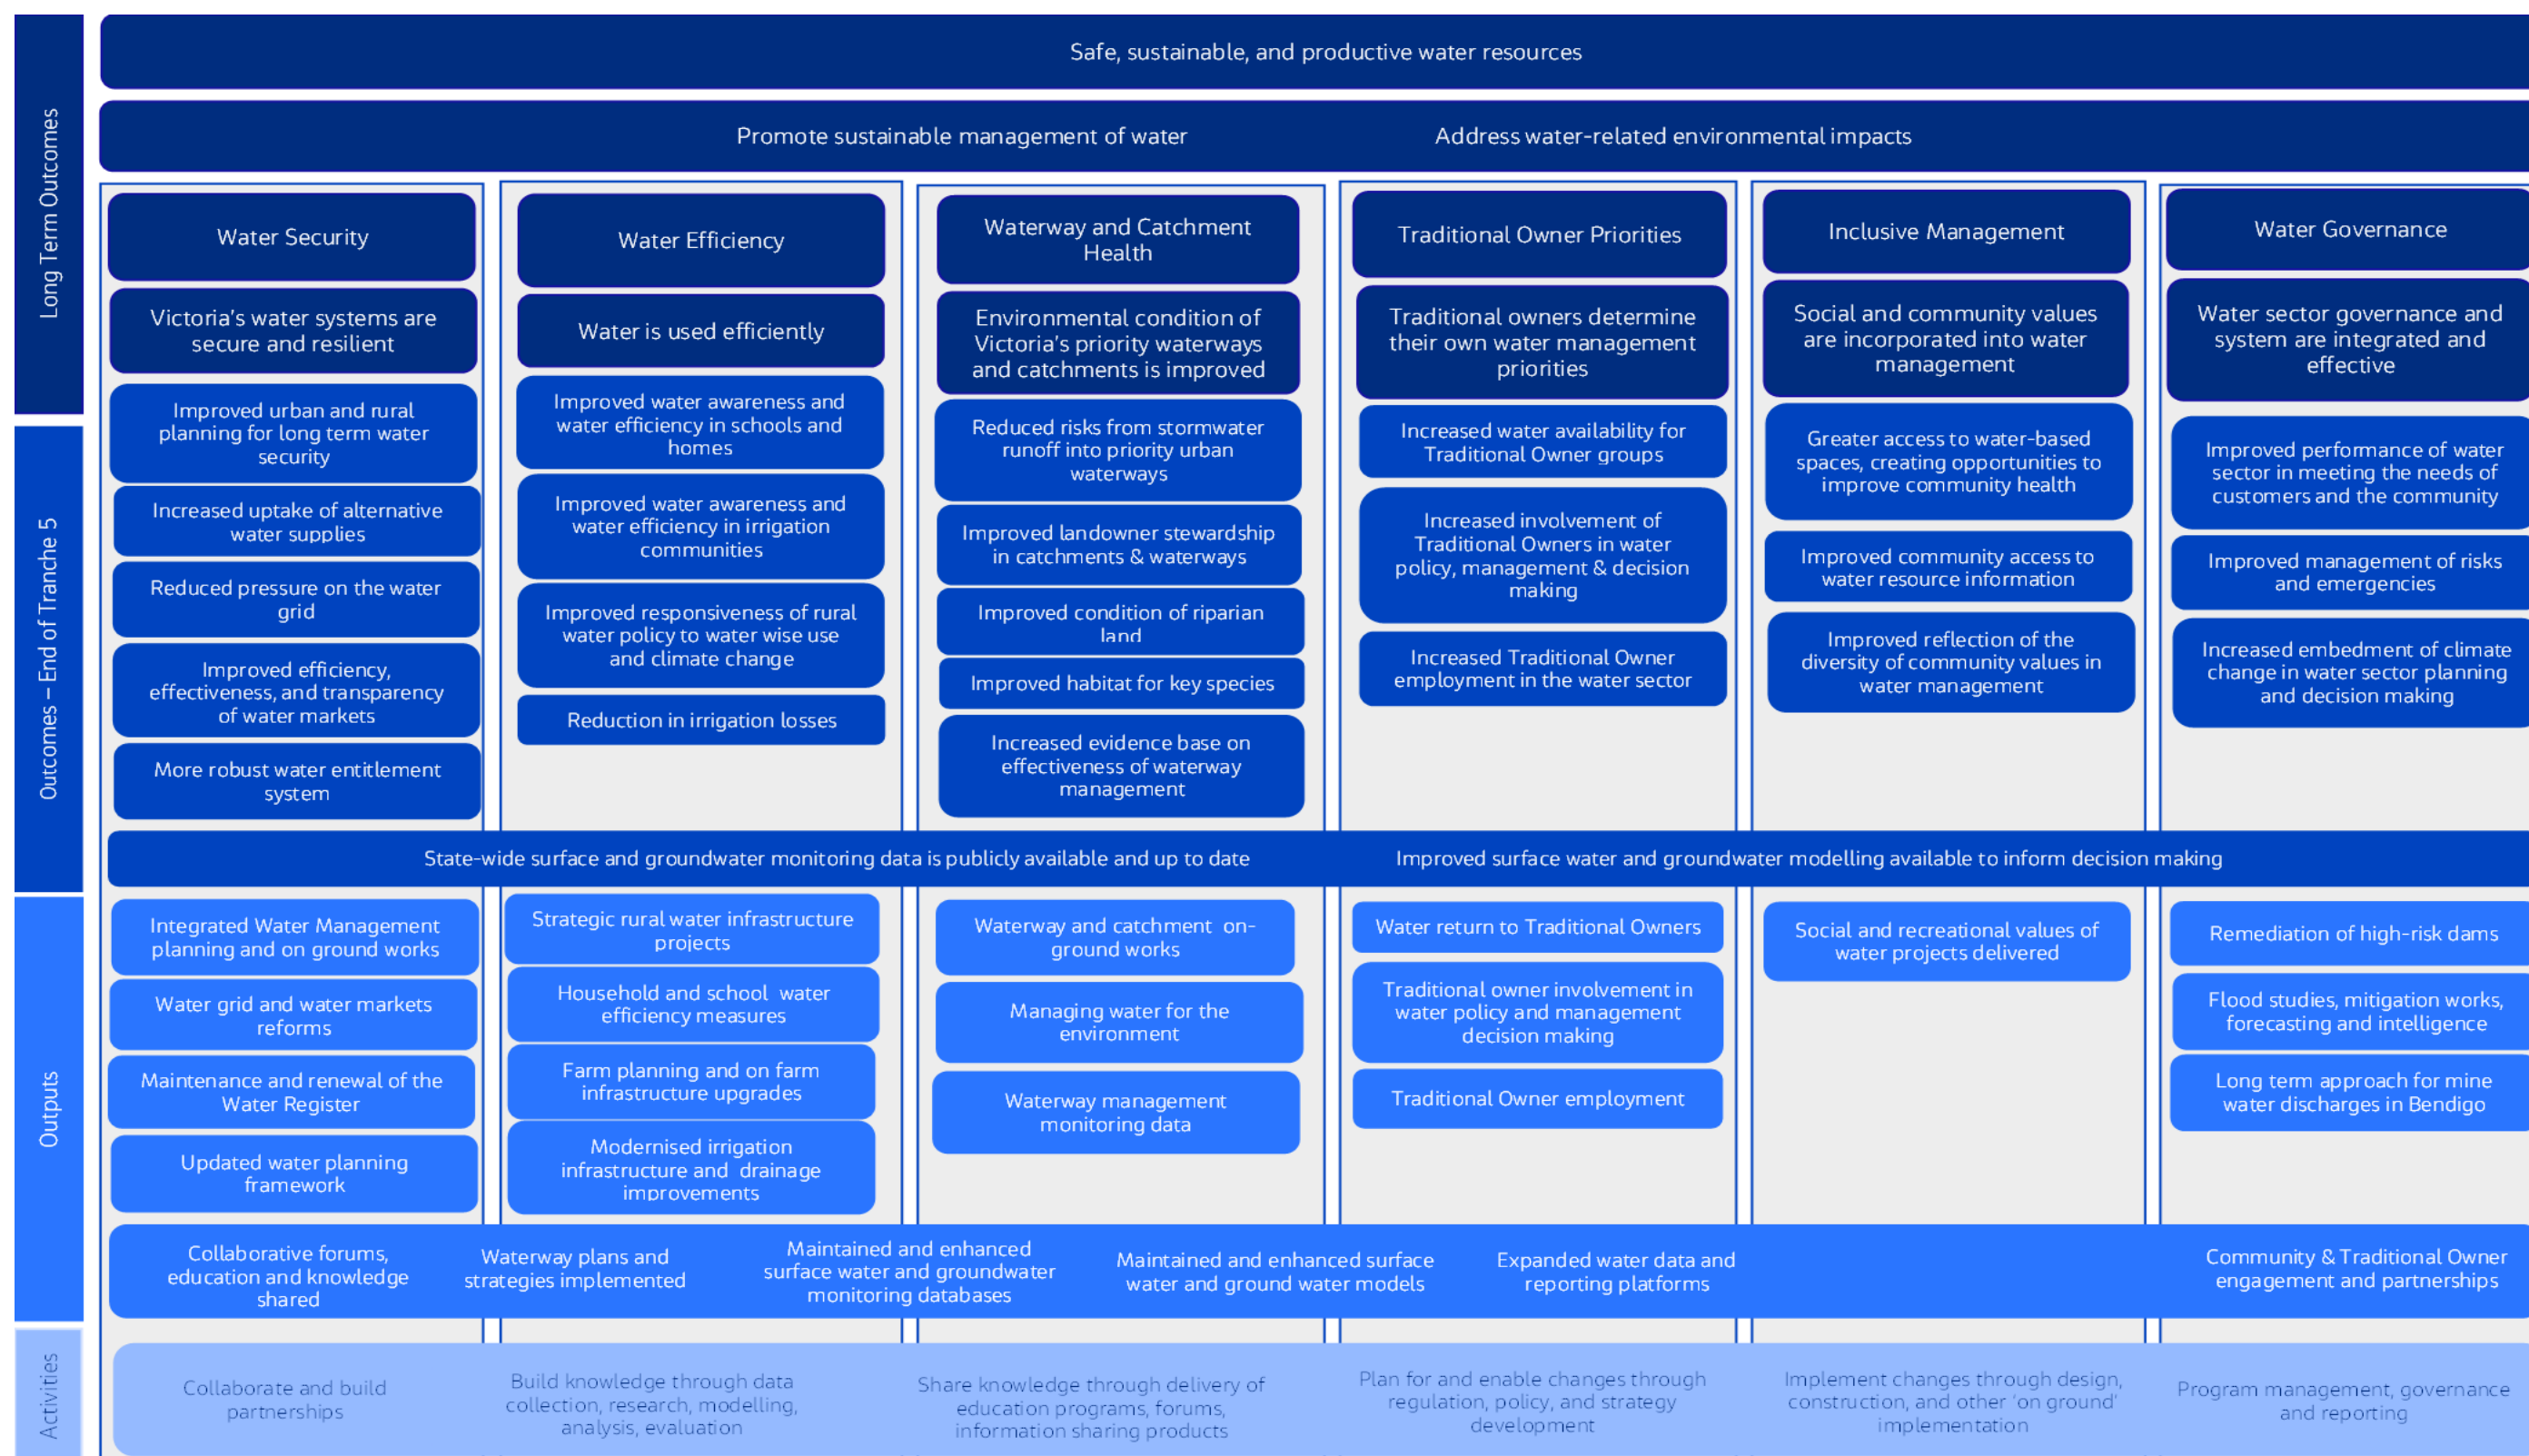 Long Term Outcomes
Safe, sustainable, and productive water resources
Promote sustainable management of water
Address water-related environmental impacts
Water Security
Victoria's water systems are
secure and resilient
Water Efficiency
Water is used efficiently
Waterway and Catchment
Health
Environmental condition of
Victoria's priority waterways
and catchments is improved
Traditional Owner Priorities
Traditional owners determine
their own water management
priorities
Inclusive Management
Social and community values
are incorporated into water
management
Water Governance
Water sector governance and
system are integrated and
effective
Outcomes – End of Tranche 5
Improved urban and rural
planning for long term water
security
Increased uptake of alternative
water supplies
Reduced pressure on the water
grid
Improved efficiency,
effectiveness, and transparency
of water markets
More robust water entitlement
system
Improved water awareness and
water efficiency in schools and
homes
Improved water awareness and
water efficiency in irrigation
communities
Improved responsiveness of rural
water policy to water wise use
and climate change
Reduction in irrigation losses
Reduced risks from stormwater
runoff into priority urban
waterways
Improved landowner stewardship
in catchments & waterways
Improved condition of riparian
land
Improved habitat for key species
Increased evidence base on
effectiveness of waterway
management
Increased water availability for
Traditional Owner groups
Increased involvement of
Traditional Owners in water
policy, management & decision
making
Increased Traditional Owner
employment in the water sector
Greater access to water-based
spaces, creating opportunities to
improve community health
Improved community access to
water resource information
Improved reflection of the
diversity of community values in
water management
Improved performance of water
sector in meeting the needs of
customers and the community
Improved management of risks
and emergencies
Increased embedment of climate
change in water sector planning
and decision making
State-wide surface and groundwater monitoring data is publicly available and up to date
Improved surface water and groundwater modelling available to inform decision making
Outputs
Integrated Water Management
planning and on ground works
Water grid and water markets
reforms
Maintenance and renewal of the
Water Register
Updated water planning
framework
Strategic rural water infrastructure
projects
Household and school water
efficiency measures
Farm planning and on farm
infrastructure upgrades
Modernised irrigation
infrastructure and drainage
improvements
Waterway and catchment on-
ground works
Managing water for the
environment
Waterway management
monitoring data
Water return to Traditional Owners
Traditional owner involvement in
water policy and management
decision making
Traditional Owner employment
Social and recreational values of
water projects delivered
Remediation of high-risk dams
Flood studies, mitigation works,
forecasting and intelligence
Long term approach for mine
water discharges in Bendigo
Collaborative forums,
education and knowledge
shared
Waterway plans and
strategies implemented
Maintained and enhanced
surface water and groundwater
monitoring databases
Maintained and enhanced surface
water and ground water models
Expanded water data and
reporting platforms
Community & Traditional Owner
engagement and partnerships
Activities
Collaborate and build
partnerships
Build knowledge through data
collection, research, modelling,
analysis, evaluation
Share knowledge through delivery of
education programs, forums,
information sharing products
Plan for and enable changes through
regulation, policy, and strategy
development
Implement changes through design,
construction, and other 'on ground'
implementation
Program management, governance
and reporting